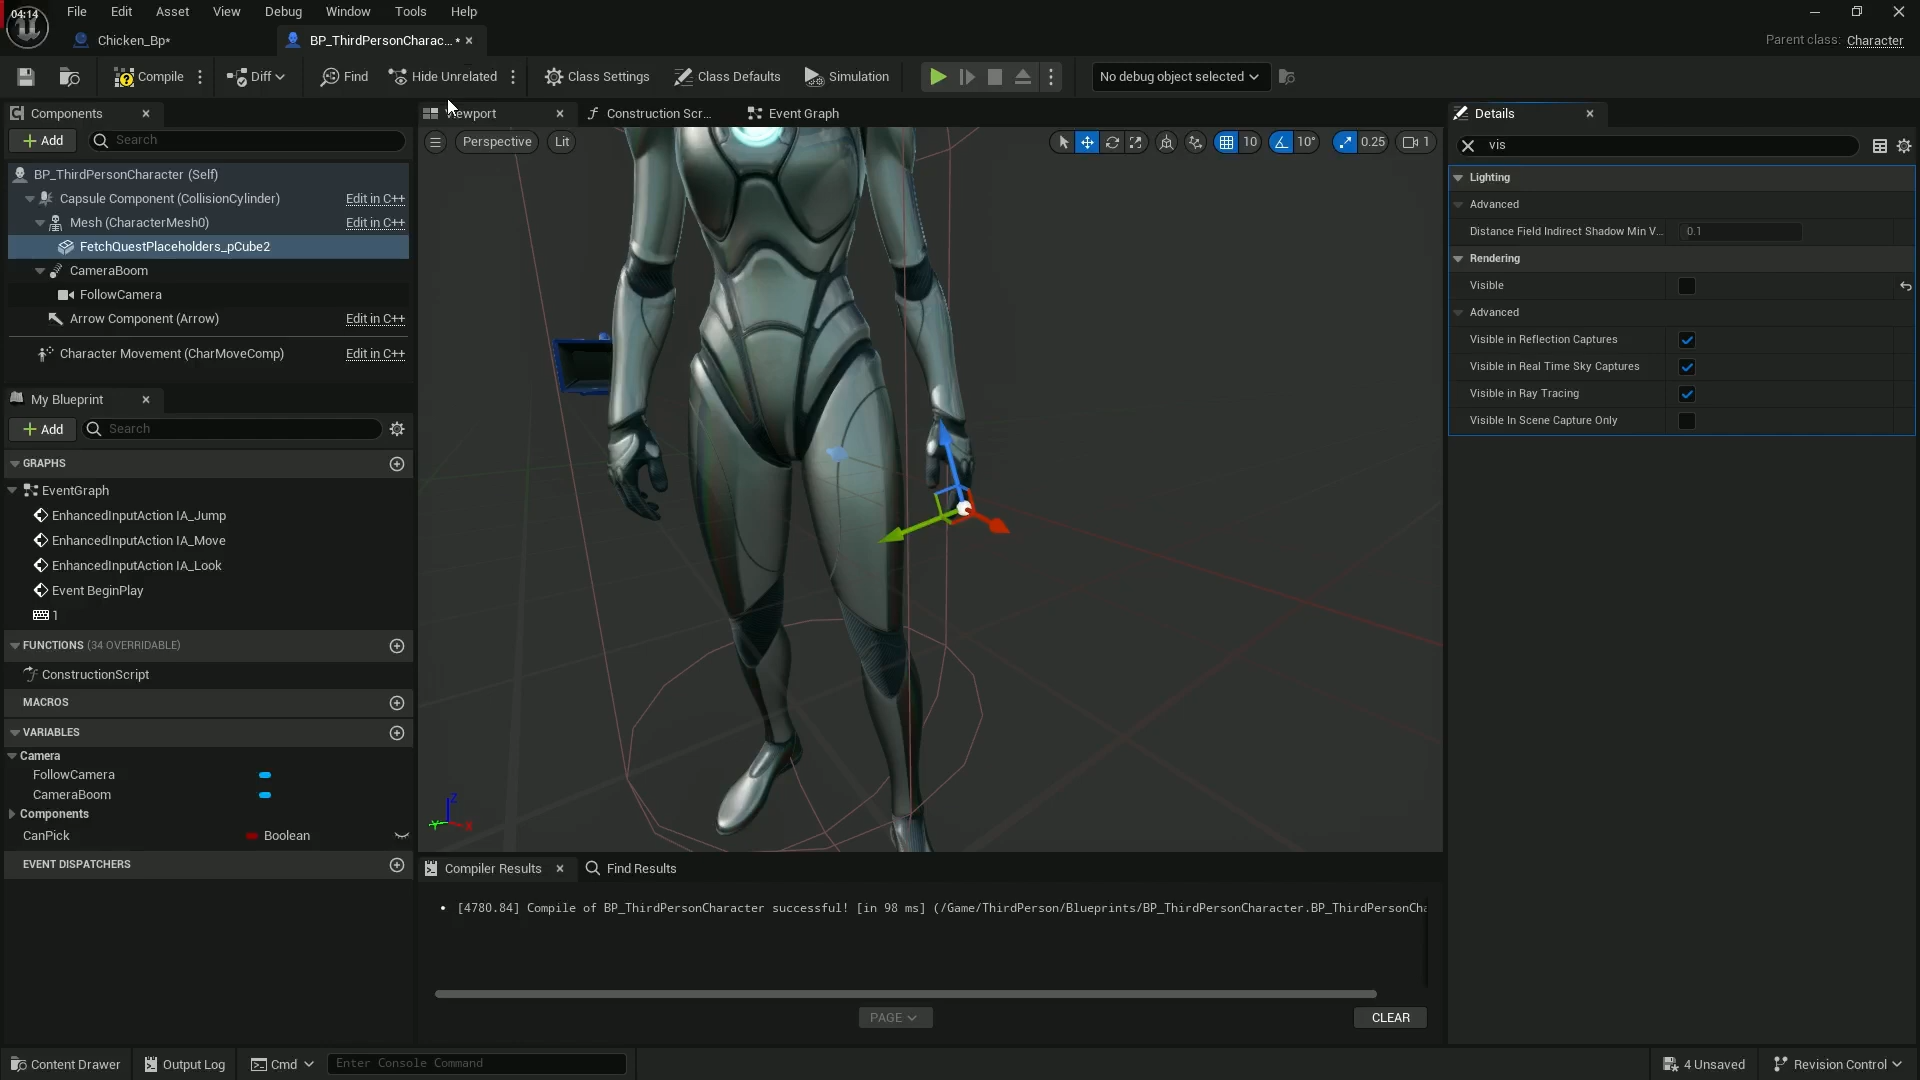 04:14
File Edit Asset View Debug Window Tools Help
Chicken_Bp*
BP_ThirdPersonCharac... *
Parent class: Character
Compile
Diff
Find
Hide Unrelated
Class Settings
Class Defaults
Simulation
No debug object selected
Components
Viewport
Construction Scr...
Event Graph
Details
Add
Search
Perspective
Lit
10
10°
0.25
1
vis
BP_ThirdPersonCharacter (Self)
Capsule Component (CollisionCylinder) Edit in C++
Mesh (CharacterMesh0) Edit in C++
FetchQuestPlaceholders_pCube2
CameraBoom
FollowCamera
Arrow Component (Arrow) Edit in C++
Character Movement (CharMoveComp) Edit in C++
Lighting
Advanced
Distance Field Indirect Shadow Min V... 0.1
Rendering
Visible
Advanced
Visible in Reflection Captures
Visible in Real Time Sky Captures
Visible in Ray Tracing
Visible In Scene Capture Only
My Blueprint
Add
Search
GRAPHS
EventGraph
EnhancedInputAction IA_Jump
EnhancedInputAction IA_Move
EnhancedInputAction IA_Look
Event BeginPlay
1
FUNCTIONS (34 OVERRIDABLE)
ConstructionScript
MACROS
VARIABLES
Camera
FollowCamera
CameraBoom
Components
CanPick Boolean
EVENT DISPATCHERS
Z
Y
X
Compiler Results
Find Results
[4780.84] Compile of BP_ThirdPersonCharacter successful! [in 98 ms] (/Game/ThirdPerson/Blueprints/BP_ThirdPersonCharacter.BP_ThirdPersonCha
PAGE
CLEAR
Content Drawer
Output Log
Cmd
Enter Console Command
4 Unsaved
Revision Control